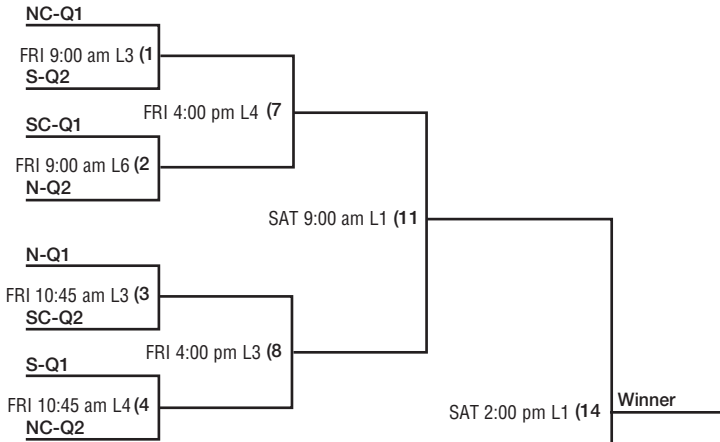 NC-Q1
FRI 9:00 am L3 (1
S-Q2
FRI 4:00 pm L4 (7
SC-Q1
FRI 9:00 am L6 (2
N-Q2
SAT 9:00 am L1 (11
N-Q1
FRI 10:45 am L3 (3
SC-Q2
FRI 4:00 pm L3 (8
S-Q1
FRI 10:45 am L4 (4
NC-Q2
Winner
SAT 2:00 pm L1 (14